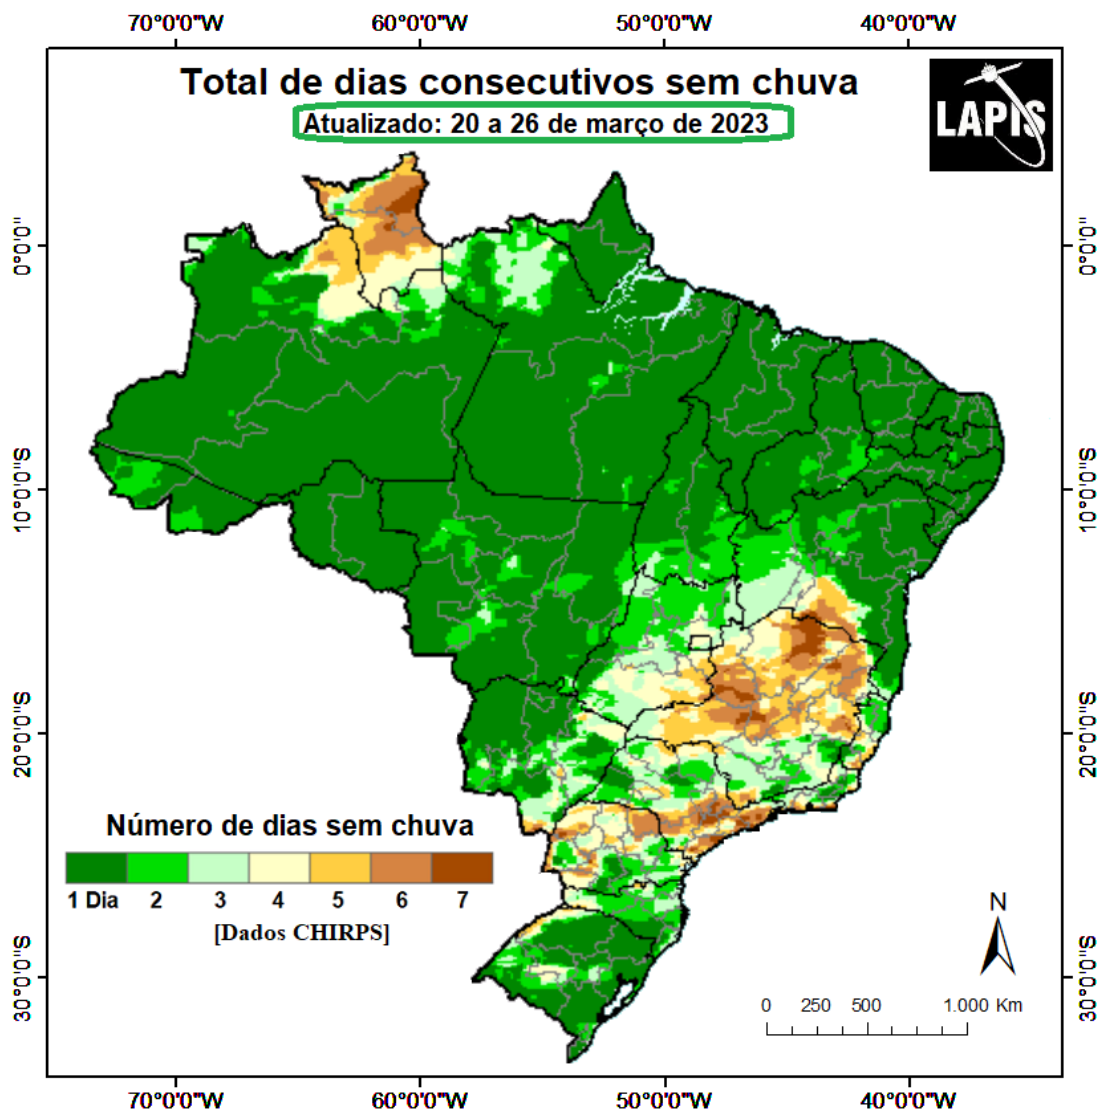 70°0'0"W 60°0'0"W 50°0'0"W 40°0'0"W
Total de dias consecutivos sem chuva
Atualizado: 20 a 26 de março de 2023
LAPIS
0°0'0" 0°0'0"
10°0'0"S 10°0'0"S
20°0'0"S 20°0'0"S
Número de dias sem chuva
1 Dia 2 3 4 5 6 7
[Dados CHIRPS]
N
30°0'0"S 30°0'0"S
0 250 500 1.000 Km
70°0'0"W 60°0'0"W 50°0'0"W 40°0'0"W